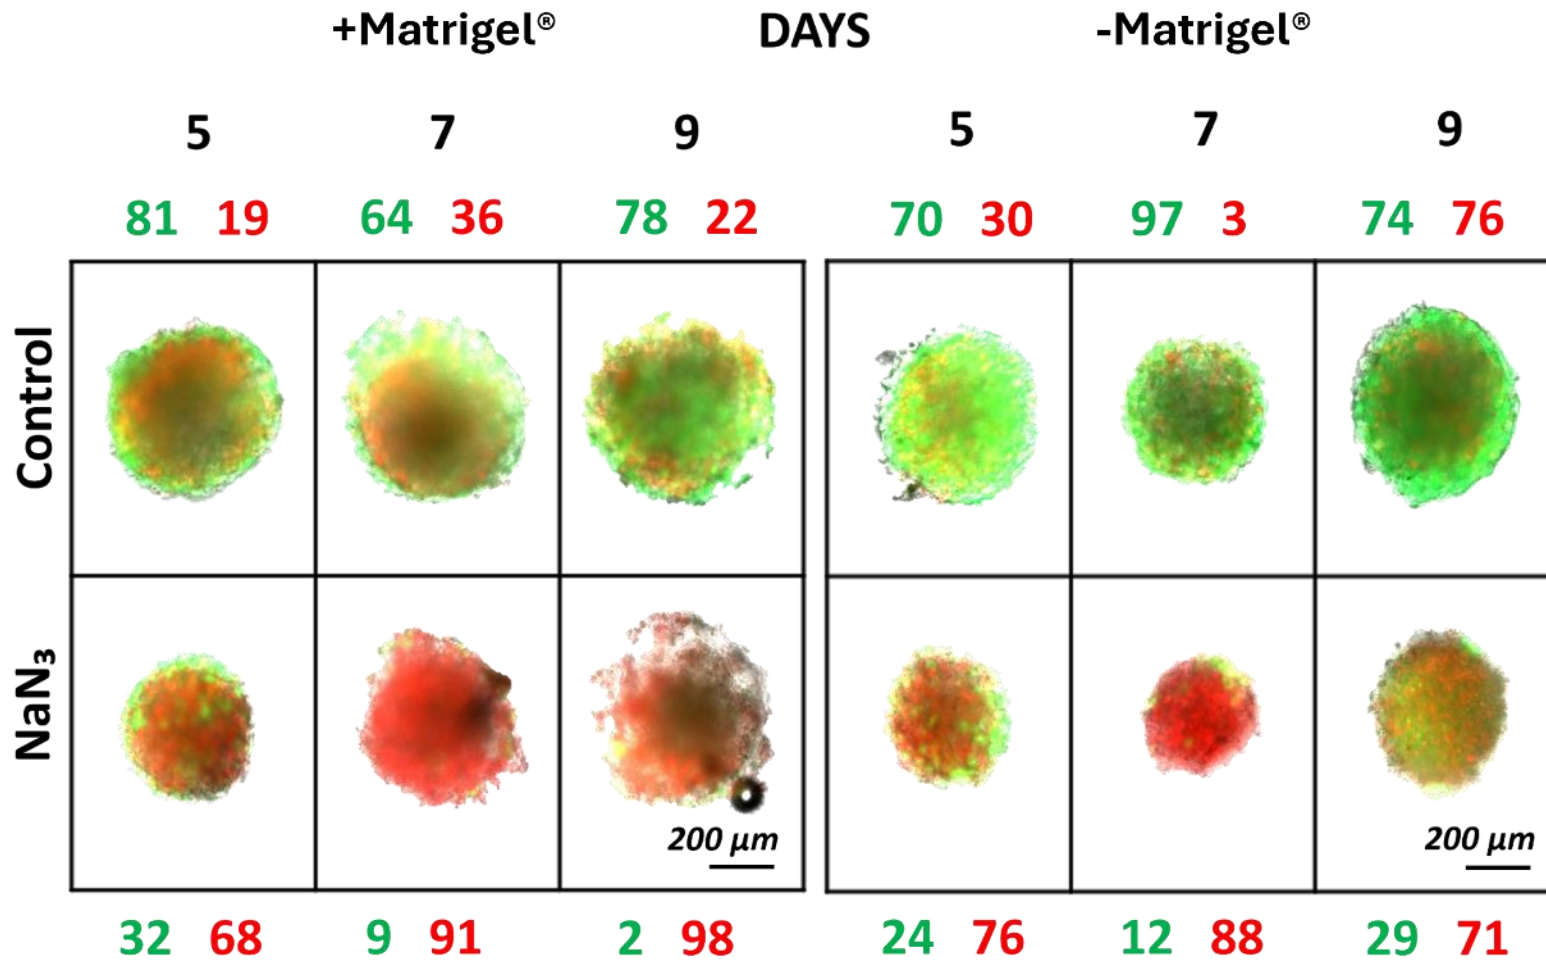 +Matrigel® DAYS -Matrigel®
5 7 9 5 7 9
81 19 64 36 78 22 70 30 97 3 74 76
Control
NaN₃
200 µm 200 µm
32 68 9 91 2 98 24 76 12 88 29 71